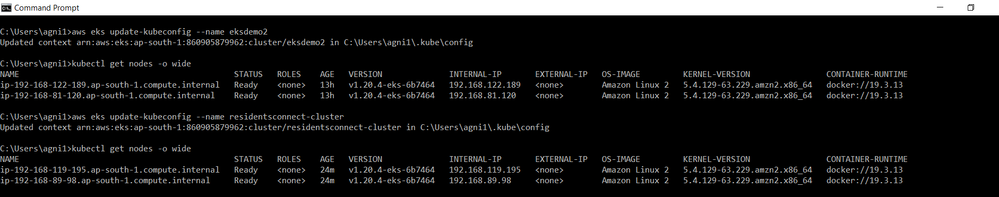 Command Prompt
C:\Users\agni1>aws eks update-kubeconfig --name eksdemo2
Updated context arn:aws:eks:ap-south-1:860905879962:cluster/eksdemo2 in C:\Users\agni1\.kube\config
C:\Users\agni1>kubectl get nodes -o wide
NAME STATUS ROLES AGE VERSION INTERNAL-IP EXTERNAL-IP OS-IMAGE KERNEL-VERSION CONTAINER-RUNTIME
ip-192-168-122-189.ap-south-1.compute.internal Ready <none> 13h v1.20.4-eks-6b7464 192.168.122.189 <none> Amazon Linux 2 5.4.129-63.229.amzn2.x86_64 docker://19.3.13
ip-192-168-81-120.ap-south-1.compute.internal Ready <none> 13h v1.20.4-eks-6b7464 192.168.81.120 <none> Amazon Linux 2 5.4.129-63.229.amzn2.x86_64 docker://19.3.13
C:\Users\agni1>aws eks update-kubeconfig --name residentsconnect-cluster
Updated context arn:aws:eks:ap-south-1:860905879962:cluster/residentsconnect-cluster in C:\Users\agni1\.kube\config
C:\Users\agni1>kubectl get nodes -o wide
NAME STATUS ROLES AGE VERSION INTERNAL-IP EXTERNAL-IP OS-IMAGE KERNEL-VERSION CONTAINER-RUNTIME
ip-192-168-119-195.ap-south-1.compute.internal Ready <none> 24m v1.20.4-eks-6b7464 192.168.119.195 <none> Amazon Linux 2 5.4.129-63.229.amzn2.x86_64 docker://19.3.13
ip-192-168-89-98.ap-south-1.compute.internal Ready <none> 24m v1.20.4-eks-6b7464 192.168.89.98 <none> Amazon Linux 2 5.4.129-63.229.amzn2.x86_64 docker://19.3.13